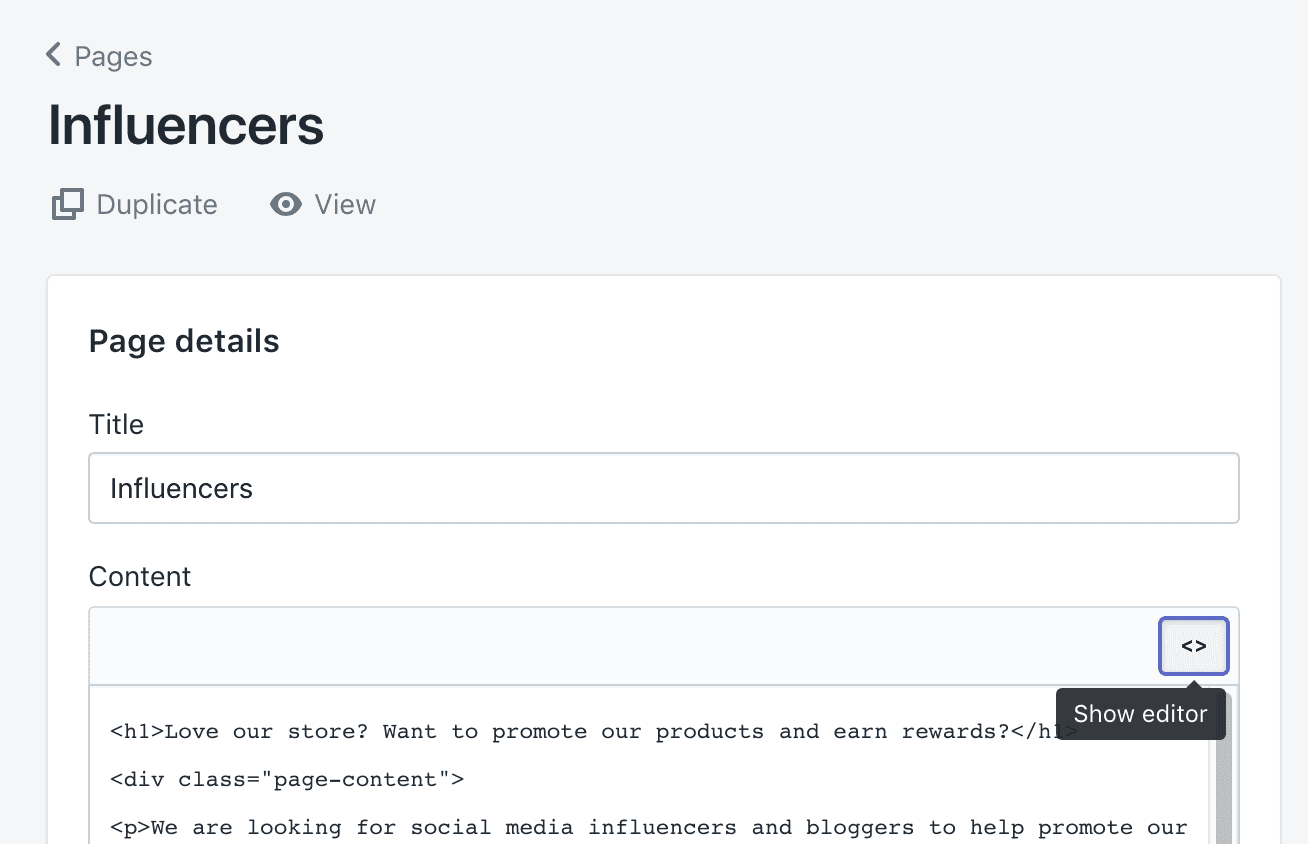 Pages
Influencers
Duplicate View
Page details
Title
Influencers
Content
<>
Show editor
<h1>Love our store? Want to promote our products and earn rewards?</h1>
<div class="page-content">
<p>We are looking for social media influencers and bloggers to help promote our